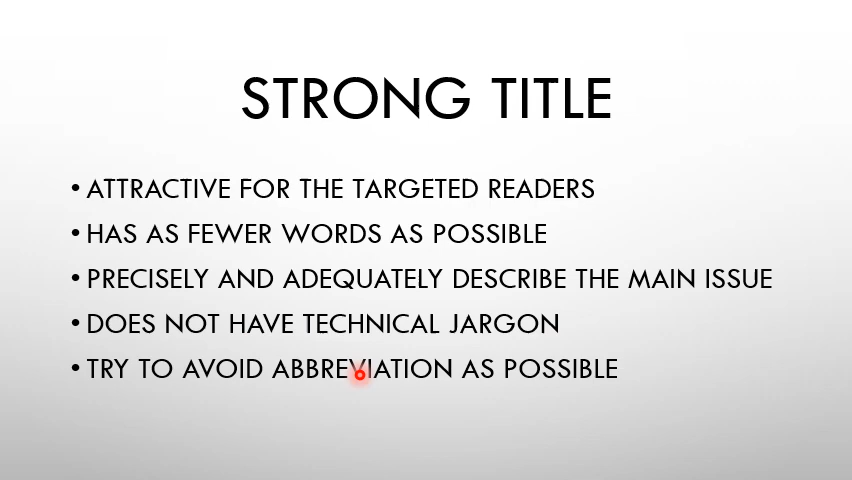 STRONG TITLE
• ATTRACTIVE FOR THE TARGETED READERS
• HAS AS FEWER WORDS AS POSSIBLE
• PRECISELY AND ADEQUATELY DESCRIBE THE MAIN ISSUE
• DOES NOT HAVE TECHNICAL JARGON
• TRY TO AVOID ABBREVIATION AS POSSIBLE